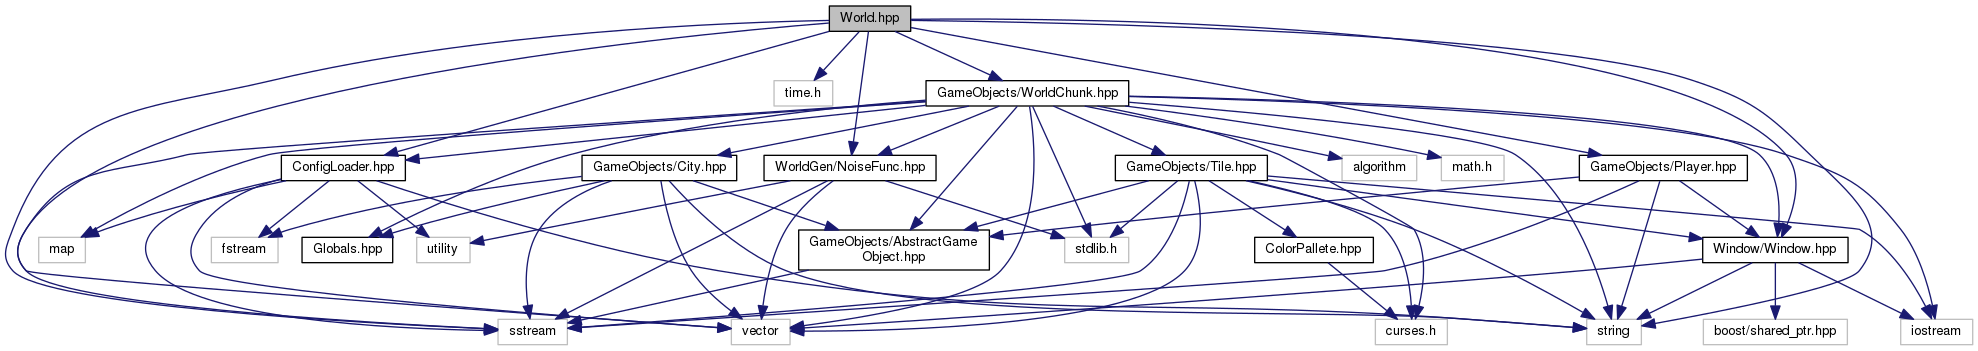 World.hpp
time.h
GameObjects/WorldChunk.hpp
ConfigLoader.hpp
GameObjects/City.hpp
WorldGen/NoiseFunc.hpp
GameObjects/Tile.hpp
algorithm
math.h
GameObjects/Player.hpp
map
fstream
Globals.hpp
utility
GameObjects/AbstractGame
Object.hpp
stdlib.h
ColorPallete.hpp
Window/Window.hpp
sstream
vector
curses.h
string
boost/shared_ptr.hpp
iostream